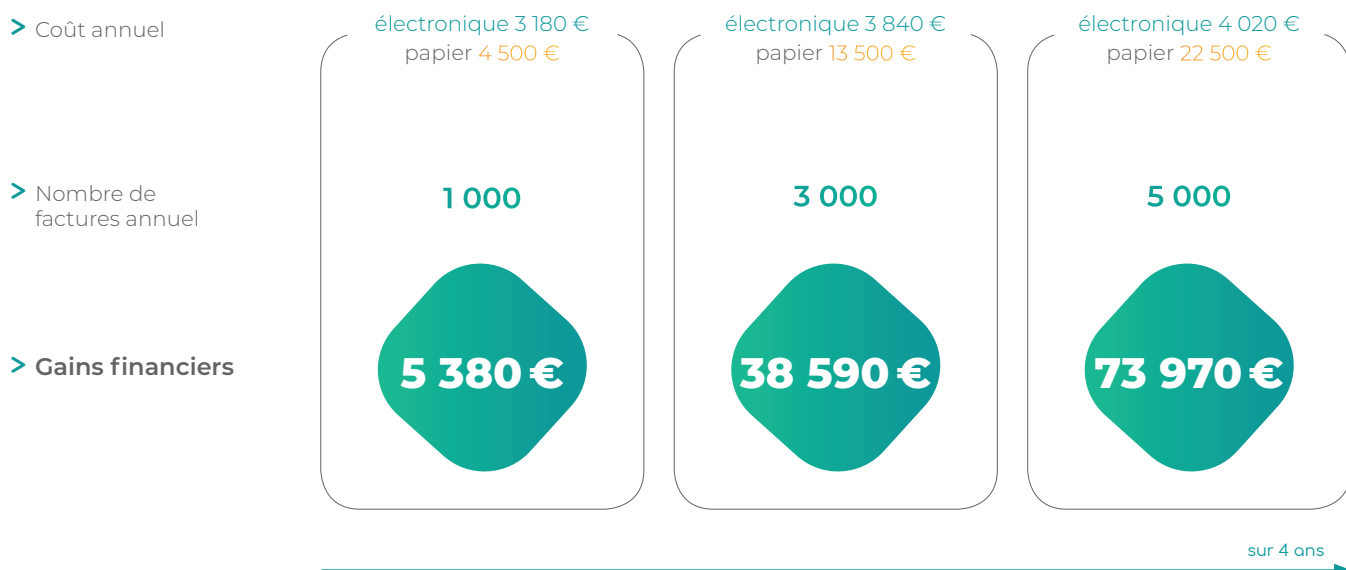 > Coût annuel
électronique 3 180 €
papier 4 500 €
électronique 3 840 €
papier 13 500 €
électronique 4 020 €
papier 22 500 €
> Nombre de
factures annuel
1 000
3 000
5 000
> Gains financiers
5 380 €
38 590 €
73 970 €
sur 4 ans